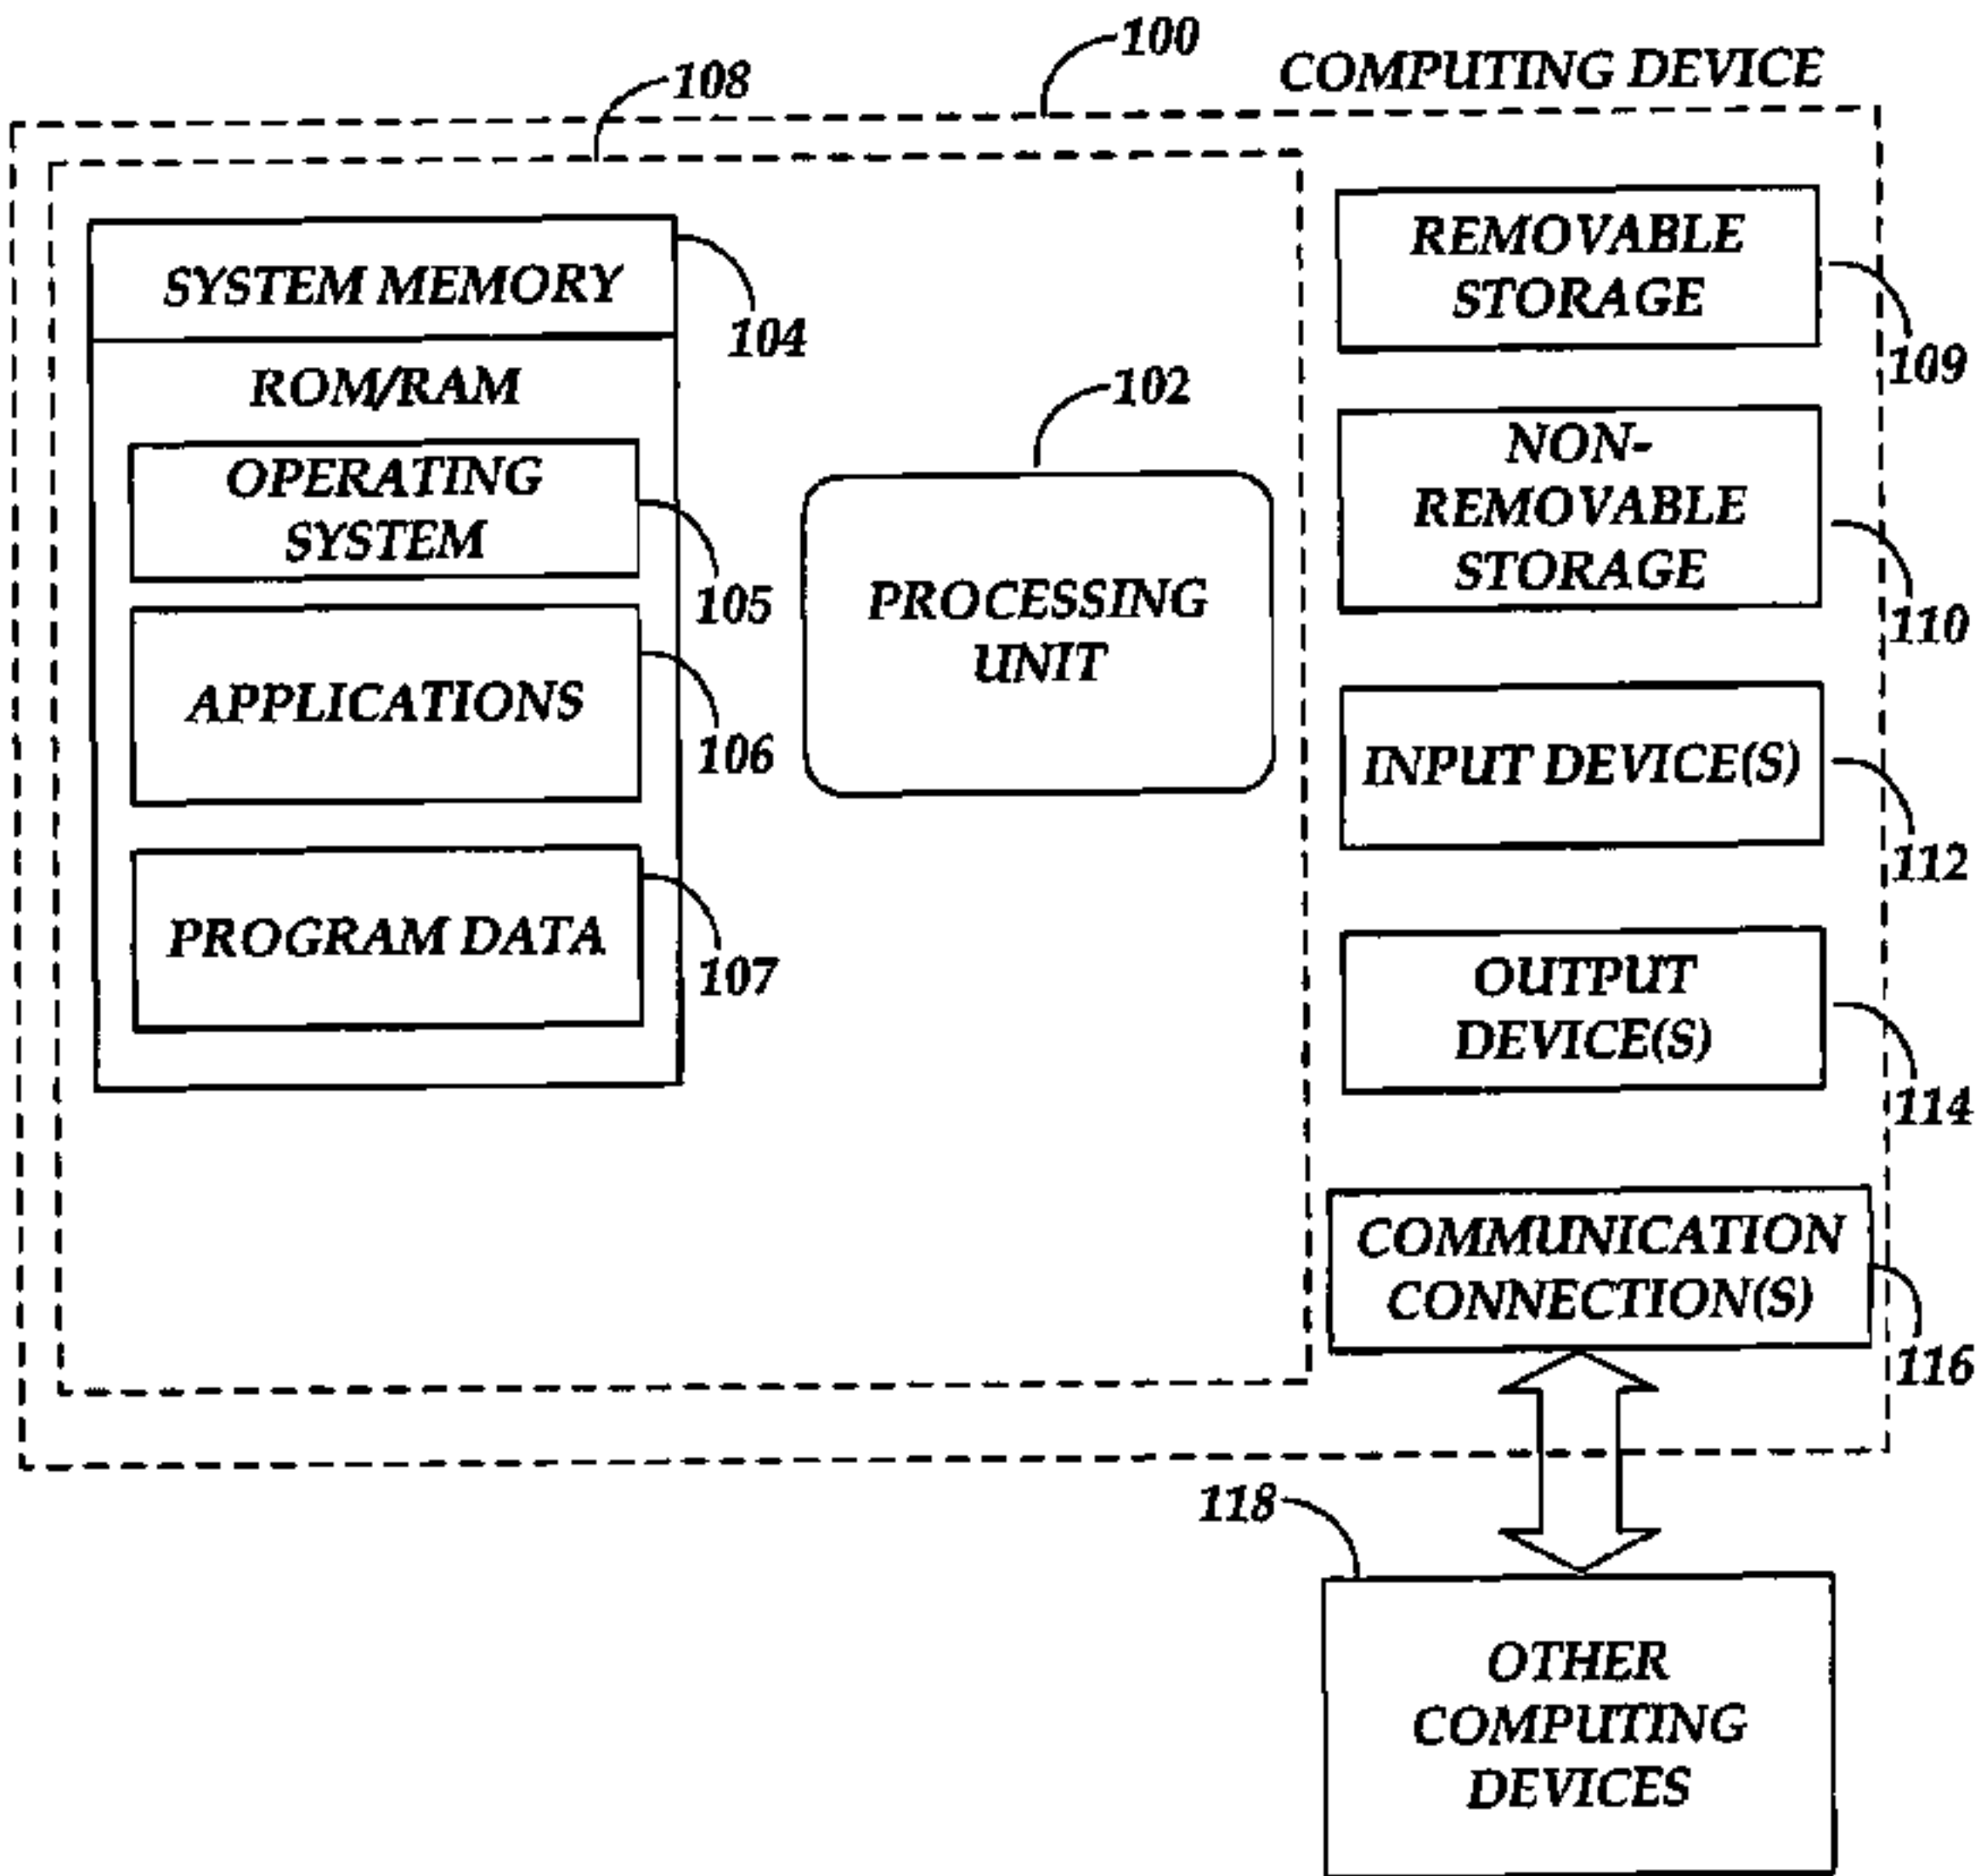 100
COMPUTING DEVICE
108
SYSTEM MEMORY
104
ROM/RAM
OPERATING
SYSTEM
105
APPLICATIONS
106
PROGRAM DATA
107
102
PROCESSING
UNIT
REMOVABLE
STORAGE
109
NON-
REMOVABLE
STORAGE
110
INPUT DEVICE(S)
112
OUTPUT
DEVICE(S)
114
COMMUNICATION
CONNECTION(S)
116
118
OTHER
COMPUTING
DEVICES